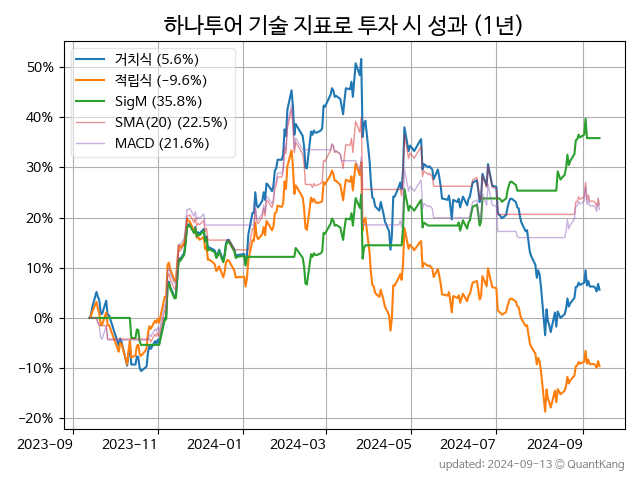 하나투어 기술 지표로 투자 시 성과 (1년)
거치식 (5.6%)
적립식 (−9.6%)
SigM (35.8%)
SMA(20) (22.5%)
MACD (21.6%)
50%
40%
30%
20%
10%
0%
−10%
−20%
2023-09 2023-11 2024-01 2024-03 2024-05 2024-07 2024-09
updated: 2024-09-13 © QuantKang